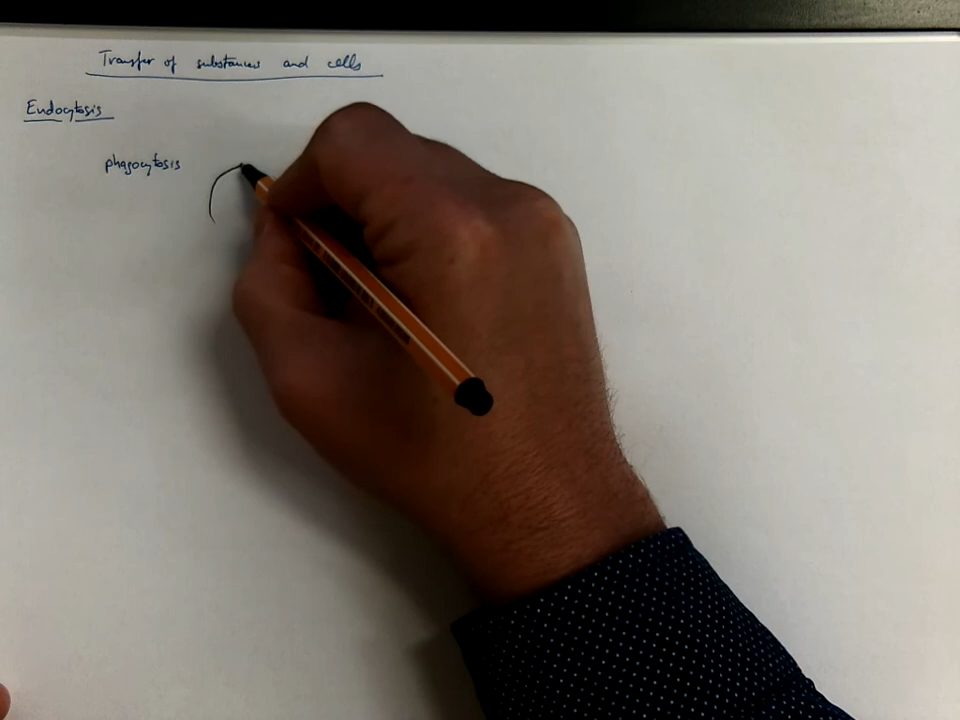 Transfer of substances and cells
Endocytosis
phagocytosis